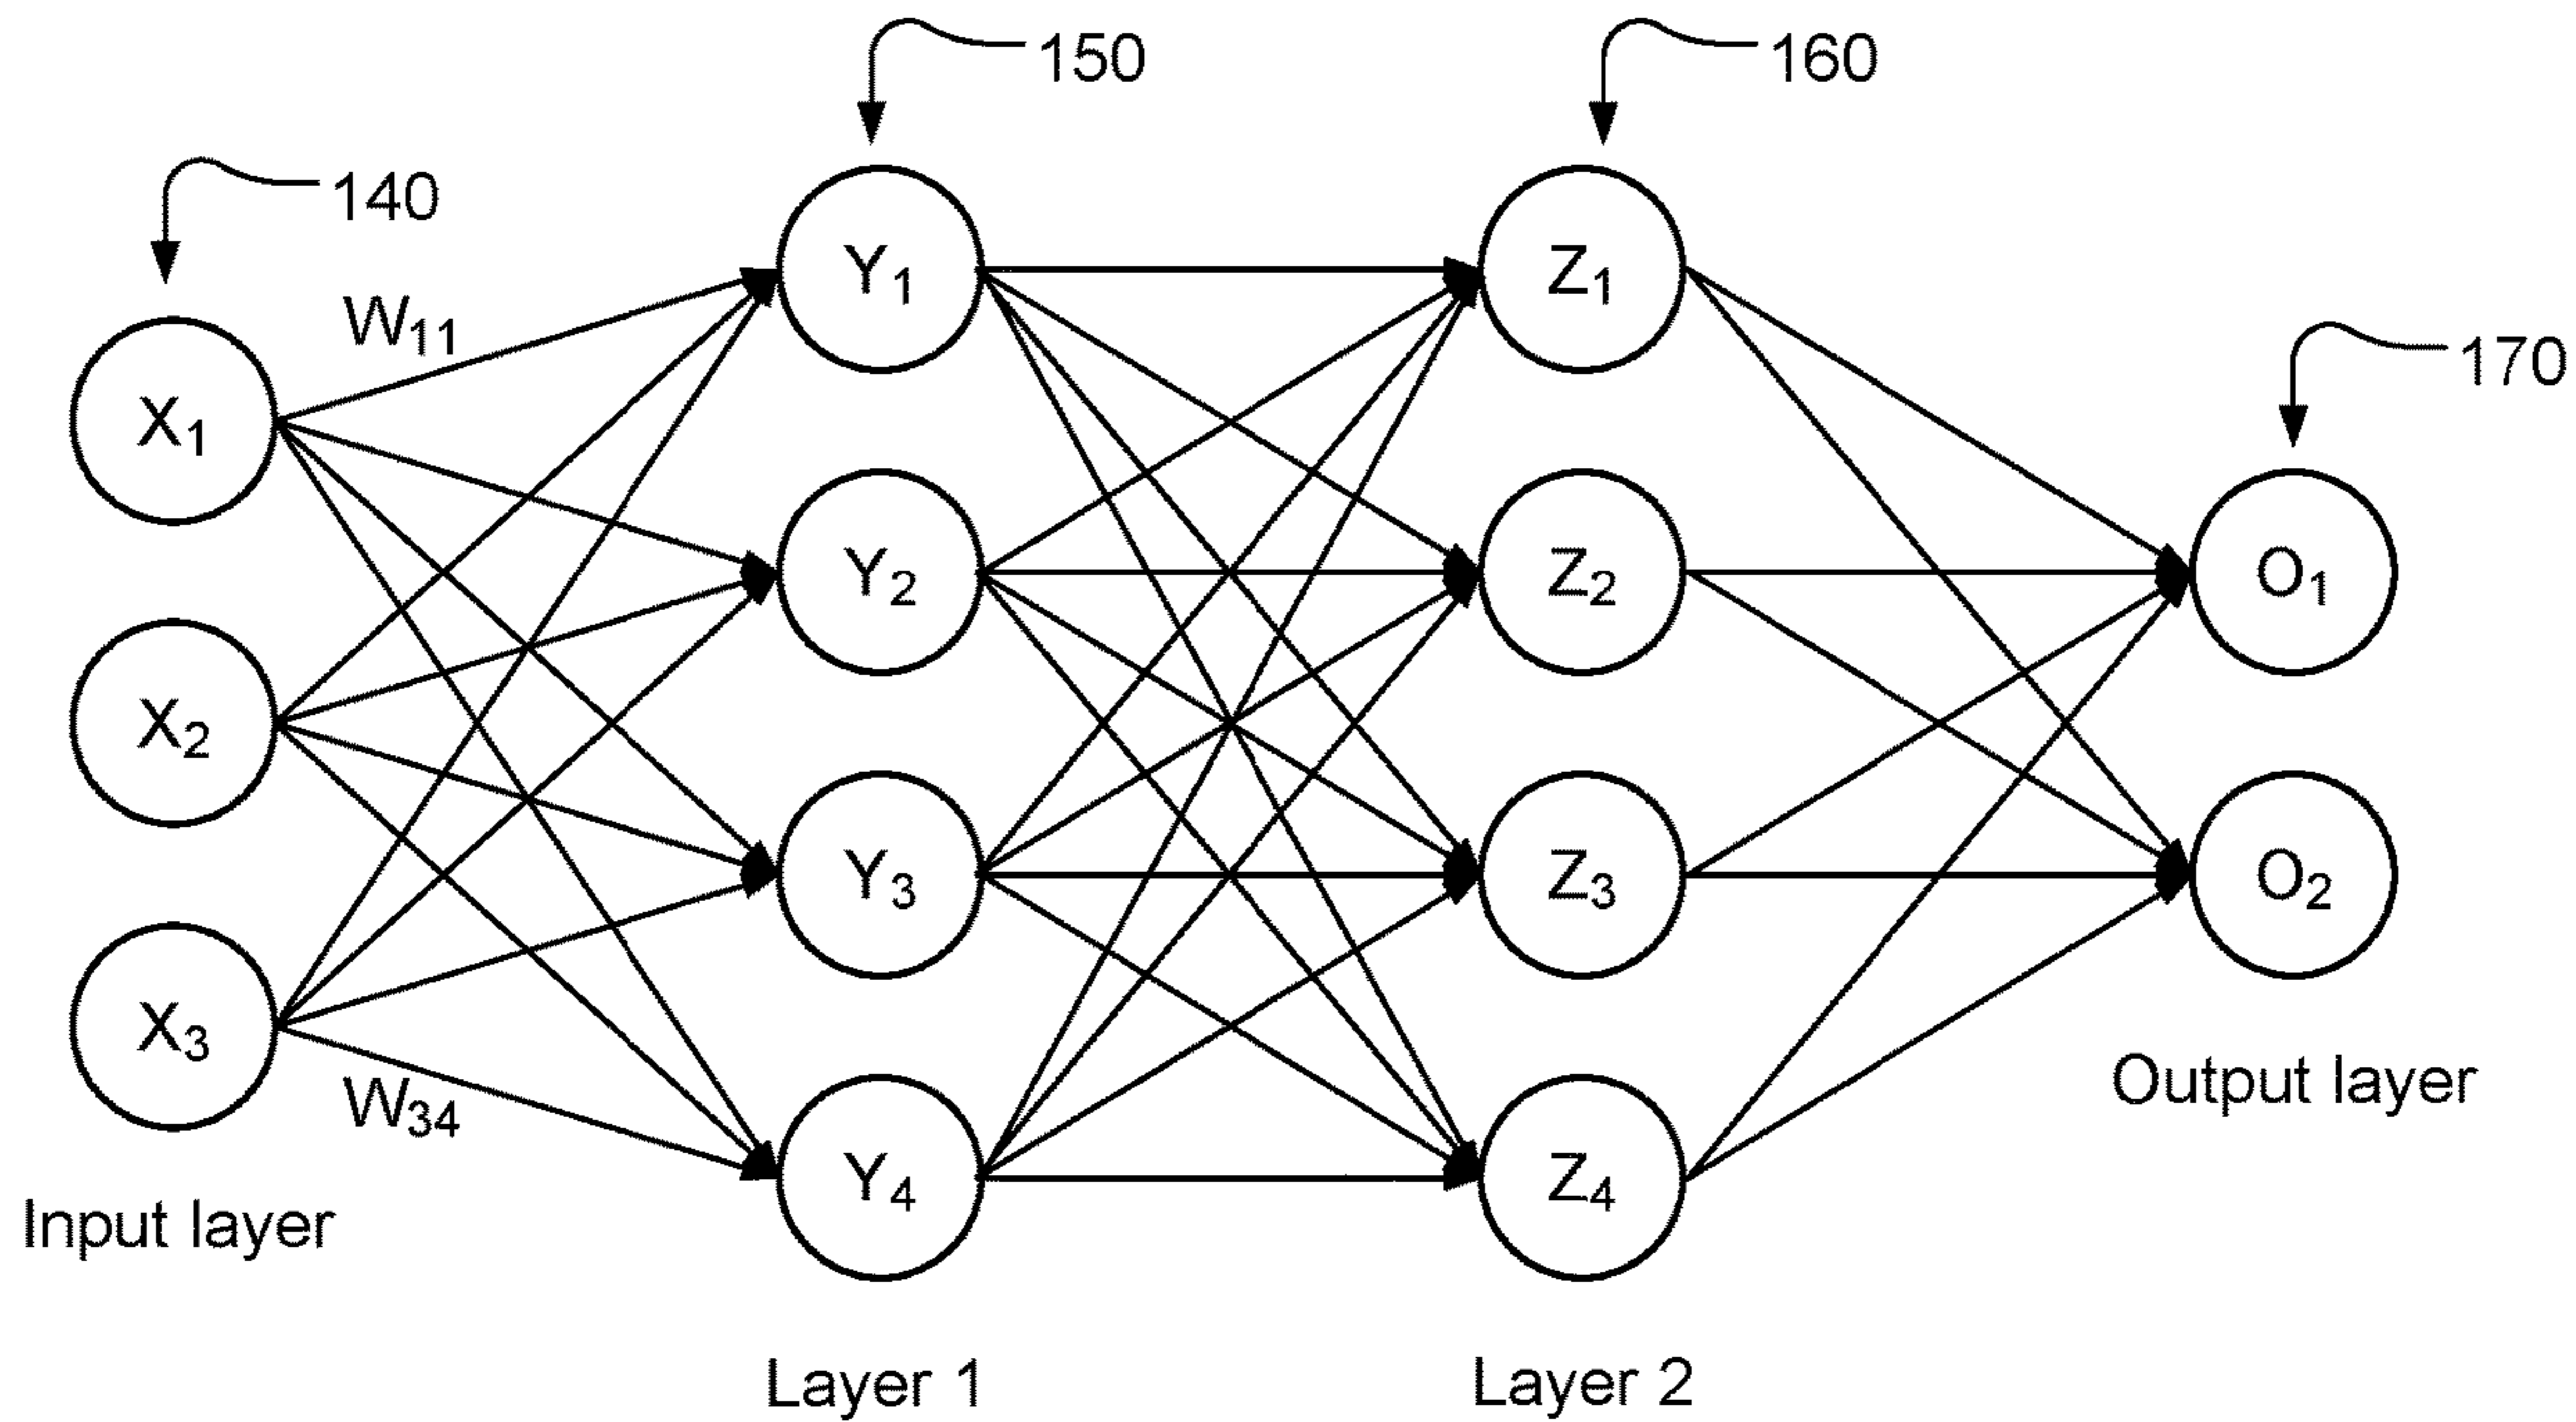 150
160
140
W₁₁
Y₁
Z₁
170
X₁
Y₂
Z₂
O₁
X₂
Y₃
Z₃
O₂
X₃
W₃₄
Y₄
Z₄
Output layer
Input layer
Layer 1
Layer 2